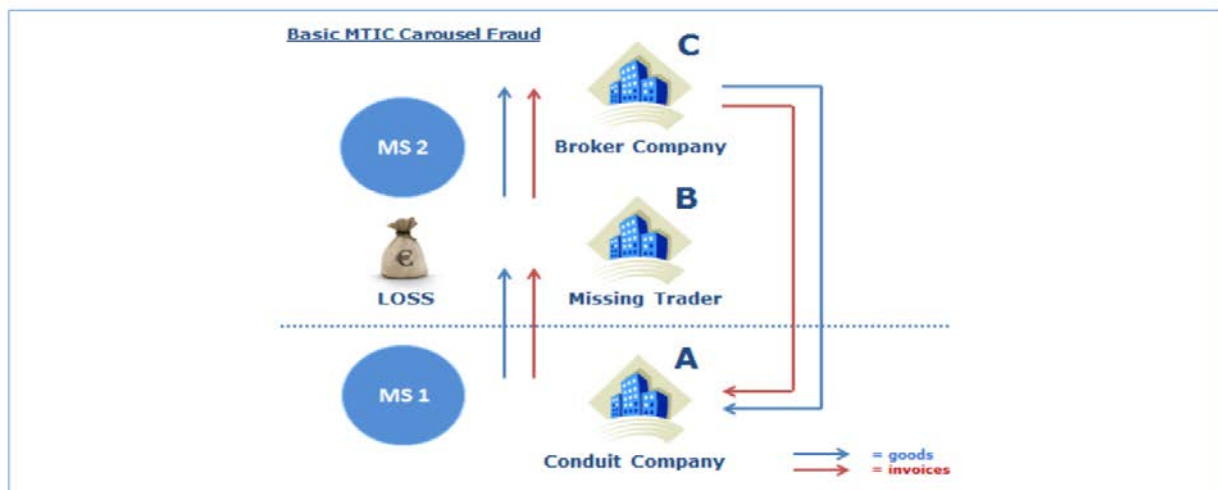 Basic MTIC Carousel Fraud
C
MS 2
Broker Company
B
€
LOSS
Missing Trader
A
MS 1
Conduit Company
= goods
= invoices